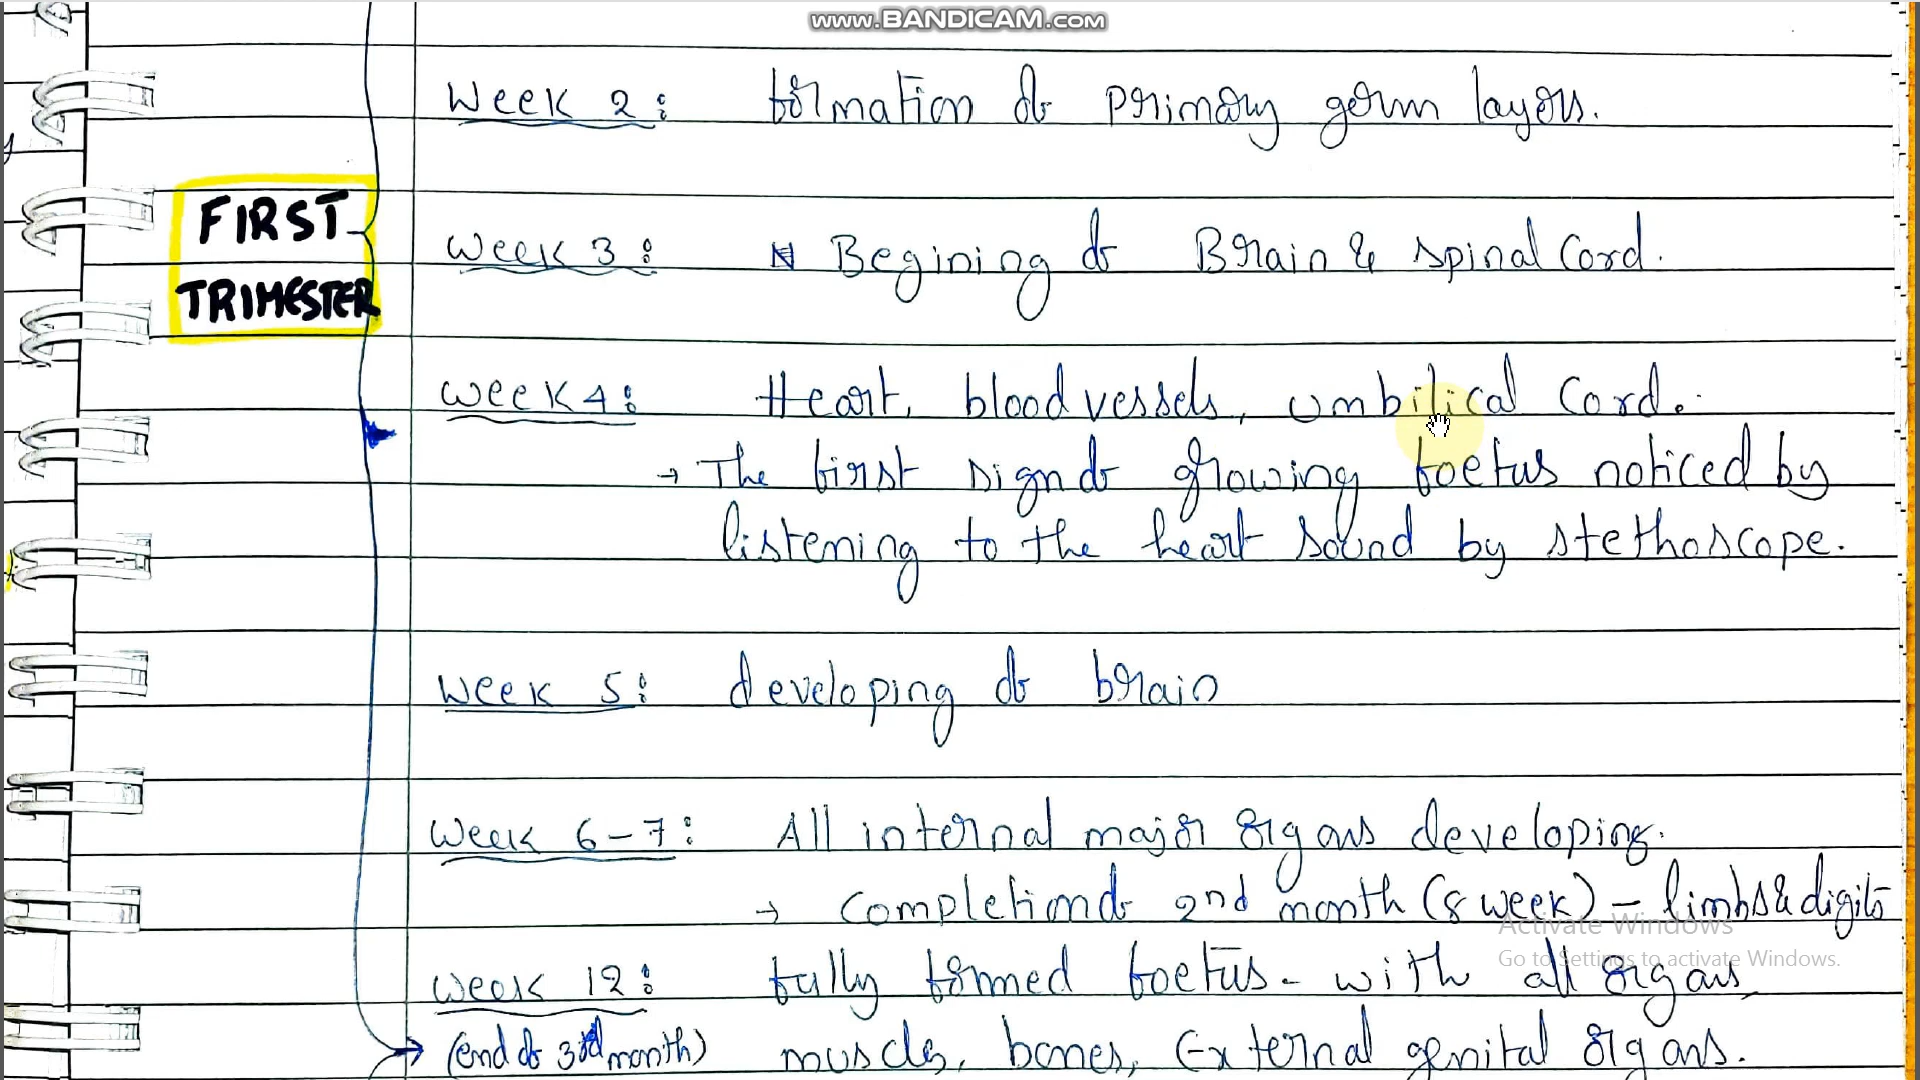 www.BANDICAM.com
Week 2: formation of primary germ layers.
FIRST
TRIMESTER
Week 3: Begining of Brain & spinal Cord.
Week 4: Heart, blood vessels, umbilical Cord.
→ The first sign of growing foetus noticed by
listening to the heart sound by stethoscope.
Week 5: developing of brain
Week 6-7: All internal major organs developing.
→ Completion of 2nd month (8 week) - limbs & digits
Activate Windows
Go to Settings to activate Windows.
Week 12: fully formed foetus - with all organs,
(end of 3rd month) muscles, bones, External genital organs.